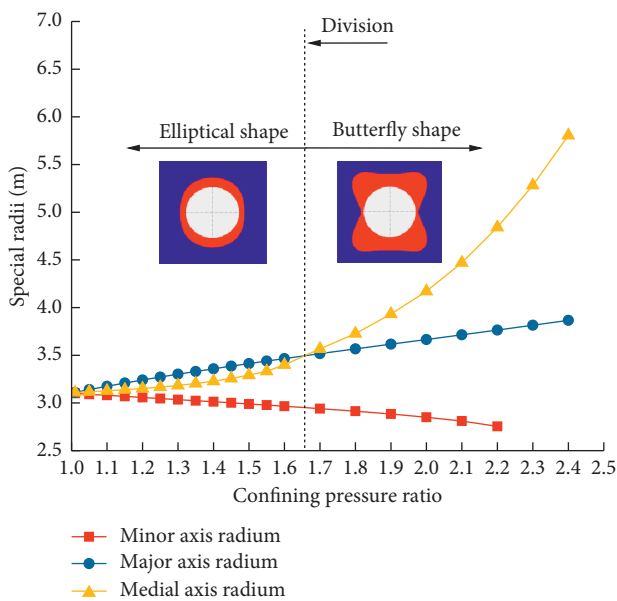 7.0
6.5
6.0
5.5
5.0
4.5
4.0
3.5
3.0
2.5
Special radii (m)
Division
Elliptical shape
Butterfly shape
1.0 1.1 1.2 1.3 1.4 1.5 1.6 1.7 1.8 1.9 2.0 2.1 2.2 2.3 2.4 2.5
Confining pressure ratio
Minor axis radium
Major axis radium
Medial axis radium